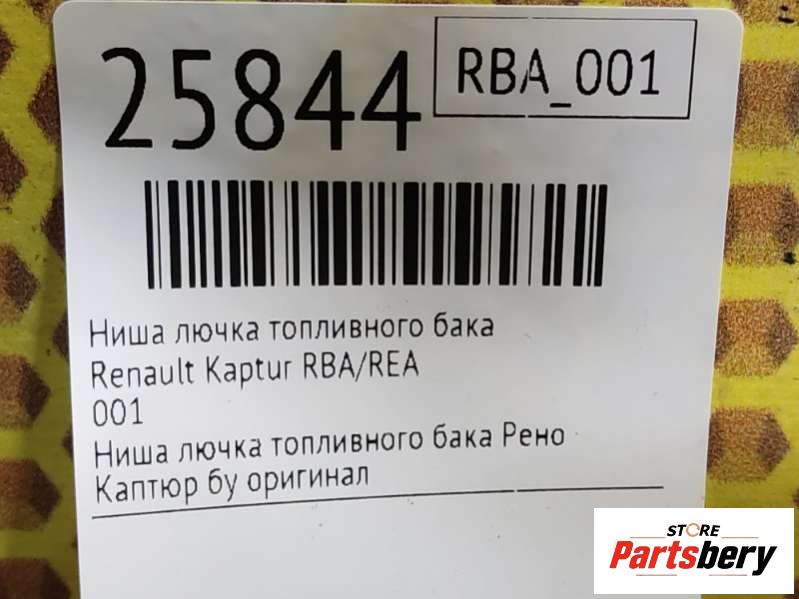 25844
RBA_001
Ниша лючка топливного бака
Renault Kaptur RBA/REA
001
Ниша лючка топливного бака Рено
Каптюр бу оригинал
STORE
Partsbery